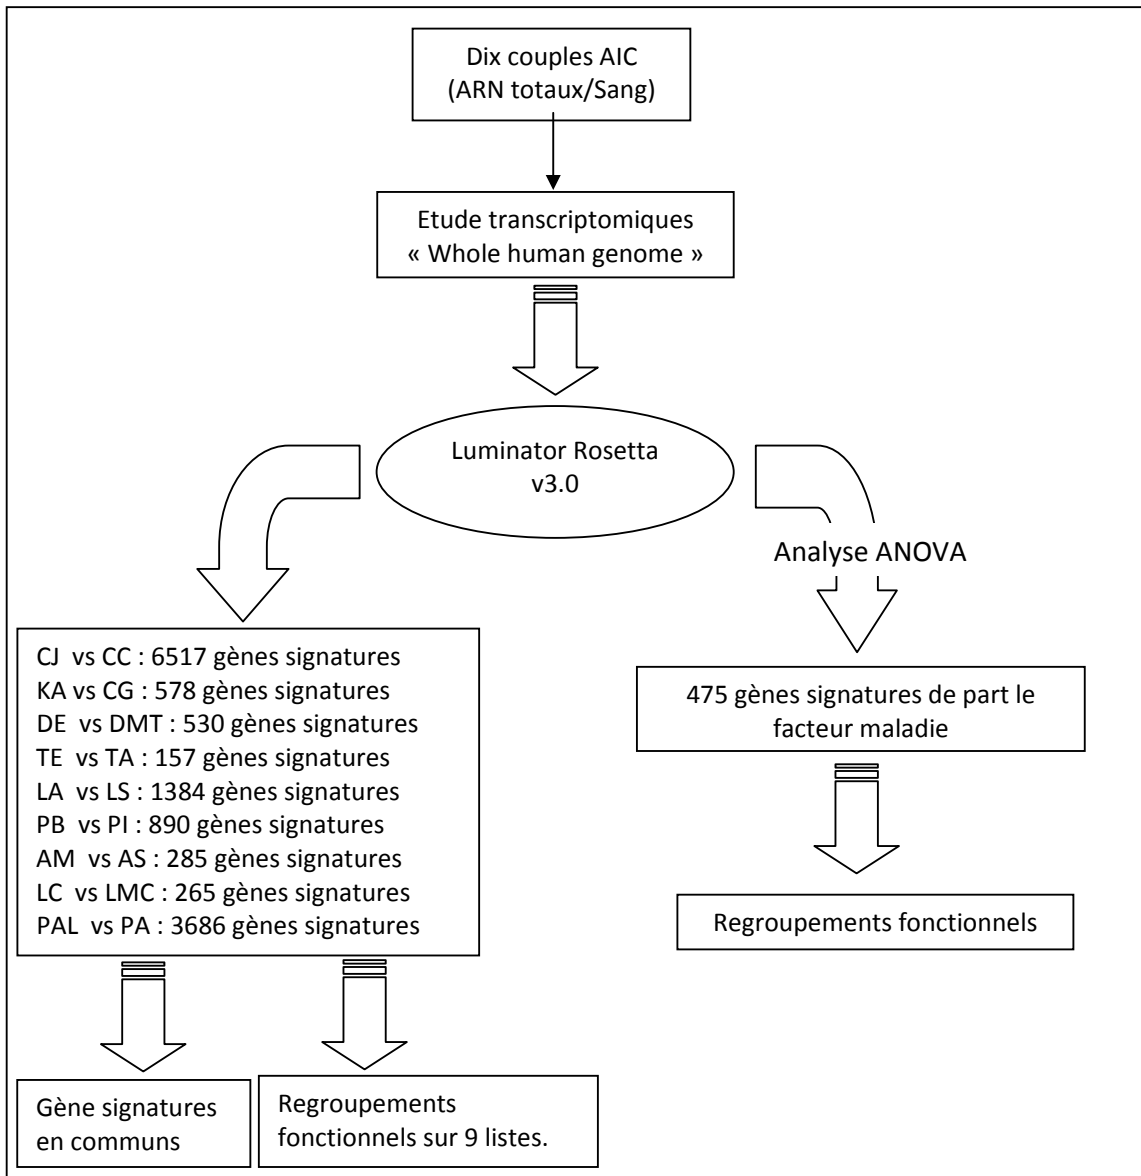 Dix couples AIC
(ARN totaux/Sang)
Etude transcriptomiques
« Whole human genome »
Luminator Rosetta
v3.0
Analyse ANOVA
CJ vs CC : 6517 gènes signatures
KA vs CG : 578 gènes signatures
DE vs DMT : 530 gènes signatures
TE vs TA : 157 gènes signatures
LA vs LS : 1384 gènes signatures
PB vs PI : 890 gènes signatures
AM vs AS : 285 gènes signatures
LC vs LMC : 265 gènes signatures
PAL vs PA : 3686 gènes signatures
475 gènes signatures de part le
facteur maladie
Regroupements fonctionnels
Gène signatures
en communs
Regroupements
fonctionnels sur 9 listes.